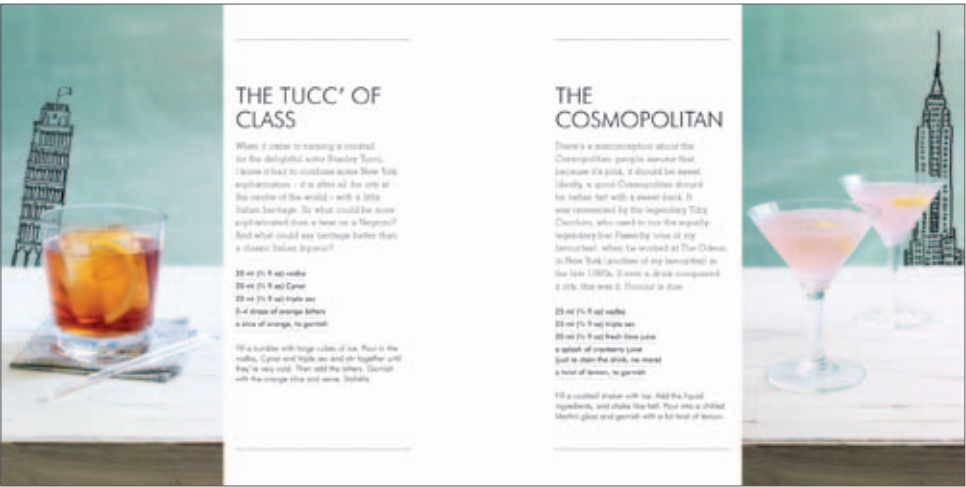 THE TUCC' OF
CLASS
When it came to naming a cocktail
for the delightful actor Stanley Tucci,
I knew it had to combine some New York
sophistication – it is after all the city at
the centre of the world – with a little
Italian heritage. So what could be more
sophisticated than a twist on a Negroni?
And what could say heritage better than
a classic Italian liqueur?
20 ml (⅔ fl oz) vodka
20 ml (⅔ fl oz) Cynar
20 ml (⅔ fl oz) triple sec
2–4 drops of orange bitters
a slice of orange, to garnish
Fill a tumbler with large cubes of ice. Pour in the
vodka, Cynar and triple sec and stir together until
they're very cold. Then add the bitters. Garnish
with the orange slice and serve.
THE
COSMOPOLITAN
There's a misconception about the
Cosmopolitan: people assume that,
because it's pink, it should be sweet.
Ideally, a good Cosmopolitan should
be rather tart with a sweet back. It
was reinvented by the legendary Toby
Cecchini, who used to run the equally
legendary bar Passerby (one of my
favourites), when he worked at The Odeon
in New York (another of my favourites) in
the late 1980s. If ever a drink conquered
a city, this was it. Honour is due.
25 ml fl oz) vodka
25 ml fl oz) triple sec
20 ml (⅔ fl oz) fresh lime juice
a splash of cranberry juice
(just to stain the drink, no more)
a twist of lemon, to garnish
Fill a cocktail shaker with ice. Add the liquid
ingredients, and shake like hell. Pour into a chilled
Martini glass and garnish with a fat twist of lemon.